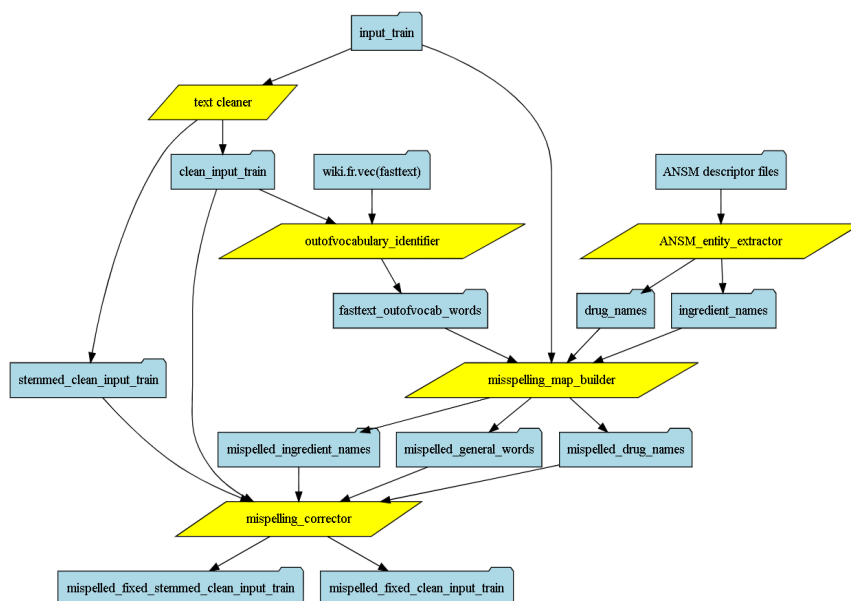 input_train
text cleaner
clean_input_train
wiki.fr.vec(fasttext)
ANSM descriptor files
outofvocabulary_identifier
ANSM_entity_extractor
fasttext_outofvocab_words
drug_names
ingredient_names
stemmed_clean_input_train
misspelling_map_builder
mispelled_ingredient_names
mispelled_general_words
mispelled_drug_names
mispelling_corrector
mispelled_fixed_stemmed_clean_input_train
mispelled_fixed_clean_input_train